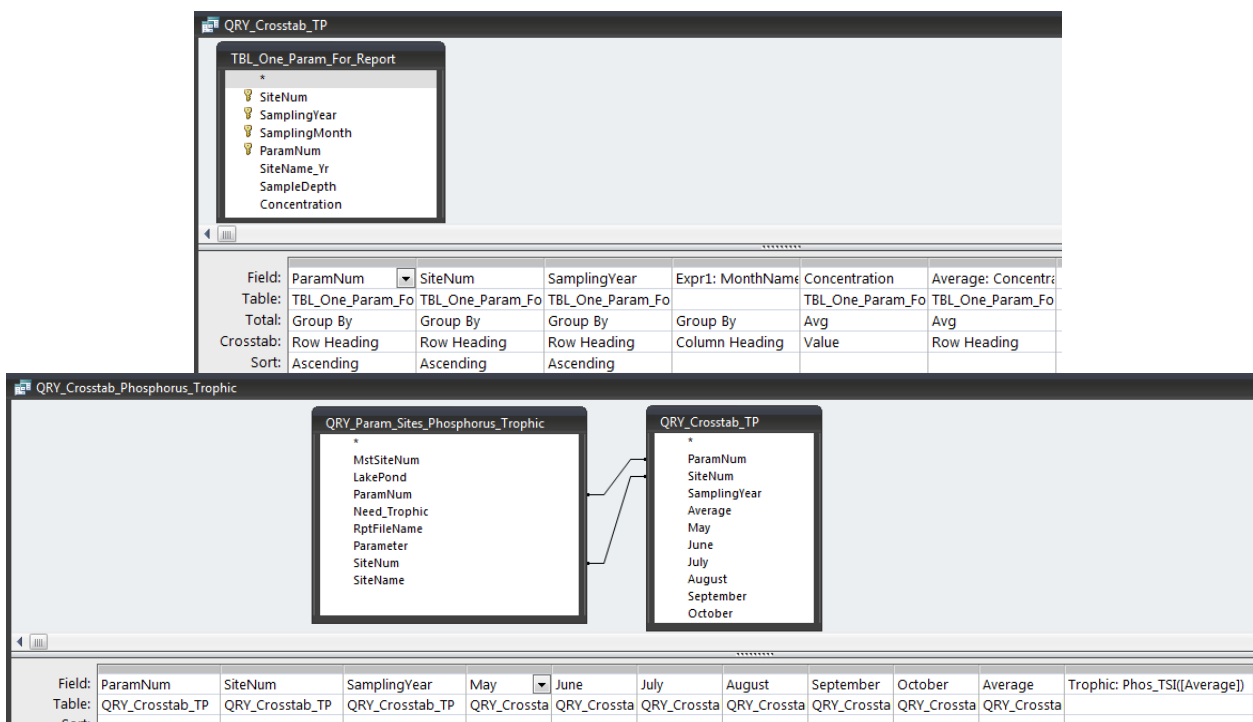 QRY_Crosstab_TP
TBL_One_Param_For_Report
*
SiteNum
SamplingYear
SamplingMonth
ParamNum
SiteName_Yr
SampleDepth
Concentration
Field: ParamNum SiteNum SamplingYear Expr1: MonthName Concentration Average: Concentra
Table: TBL_One_Param_Fo TBL_One_Param_Fo TBL_One_Param_Fo TBL_One_Param_Fo TBL_One_Param_Fo
Total: Group By Group By Group By Group By Avg Avg
Crosstab: Row Heading Row Heading Row Heading Column Heading Value Row Heading
Sort: Ascending Ascending Ascending
QRY_Crosstab_Phosphorus_Trophic
QRY_Param_Sites_Phosphorus_Trophic
*
MstSiteNum
LakePond
ParamNum
Need_Trophic
RptFileName
Parameter
SiteNum
SiteName
QRY_Crosstab_TP
*
ParamNum
SiteNum
SamplingYear
Average
May
June
July
August
September
October
Field: ParamNum SiteNum SamplingYear May June July August September October Average Trophic: Phos_TSI([Average])
Table: QRY_Crosstab_TP QRY_Crosstab_TP QRY_Crosstab_TP QRY_Crossta QRY_Crossta QRY_Crossta QRY_Crossta QRY_Crossta QRY_Crossta QRY_Crossta